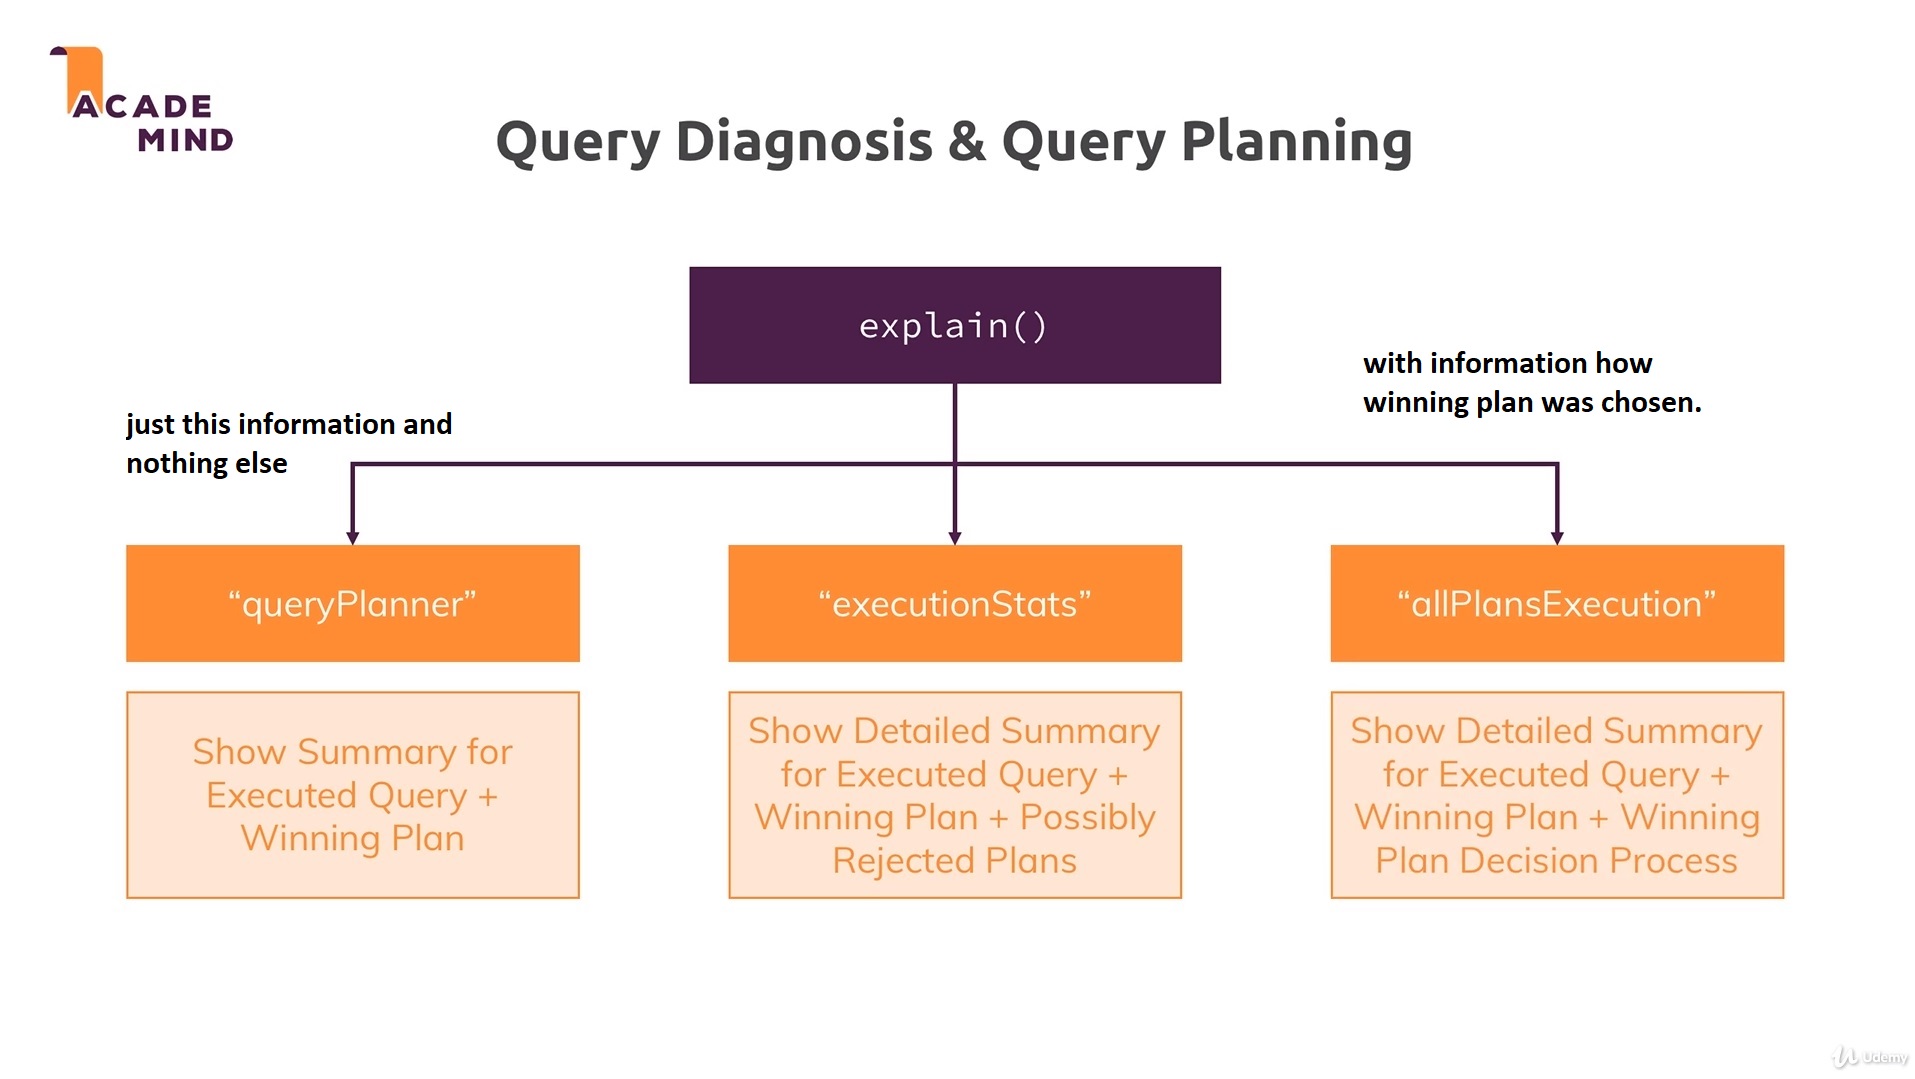 ACADE
MIND
Query Diagnosis & Query Planning
explain()
with information how
winning plan was chosen.
just this information and
nothing else
“queryPlanner”
“executionStats”
“allPlansExecution”
Show Summary for
Executed Query +
Winning Plan
Show Detailed Summary
for Executed Query +
Winning Plan + Possibly
Rejected Plans
Show Detailed Summary
for Executed Query +
Winning Plan + Winning
Plan Decision Process
Udemy